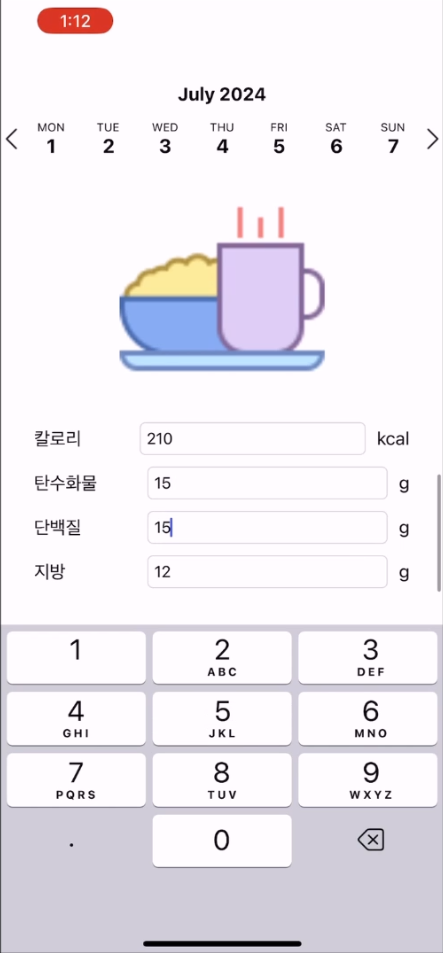 1:12
July 2024
MON TUE WED THU FRI SAT SUN
1 2 3 4 5 6 7
칼로리 210 kcal
탄수화물 15 g
단백질 15 g
지방 12 g
1 2 3
ABC DEF
4 5 6
GHI JKL MNO
7 8 9
PQRS TUV WXYZ
. 0